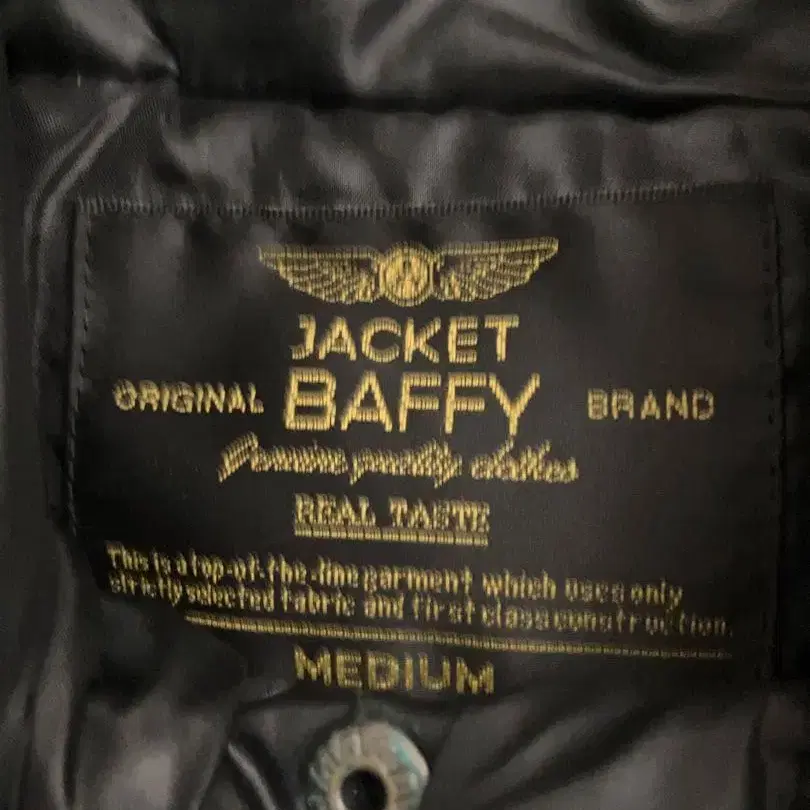 JACKET
ORIGINAL BAFFY BRAND
Genuine quality clothes
REAL TASTE
This is a top-of-the-line garment which uses only
strictly selected fabric and first class construction.
MEDIUM